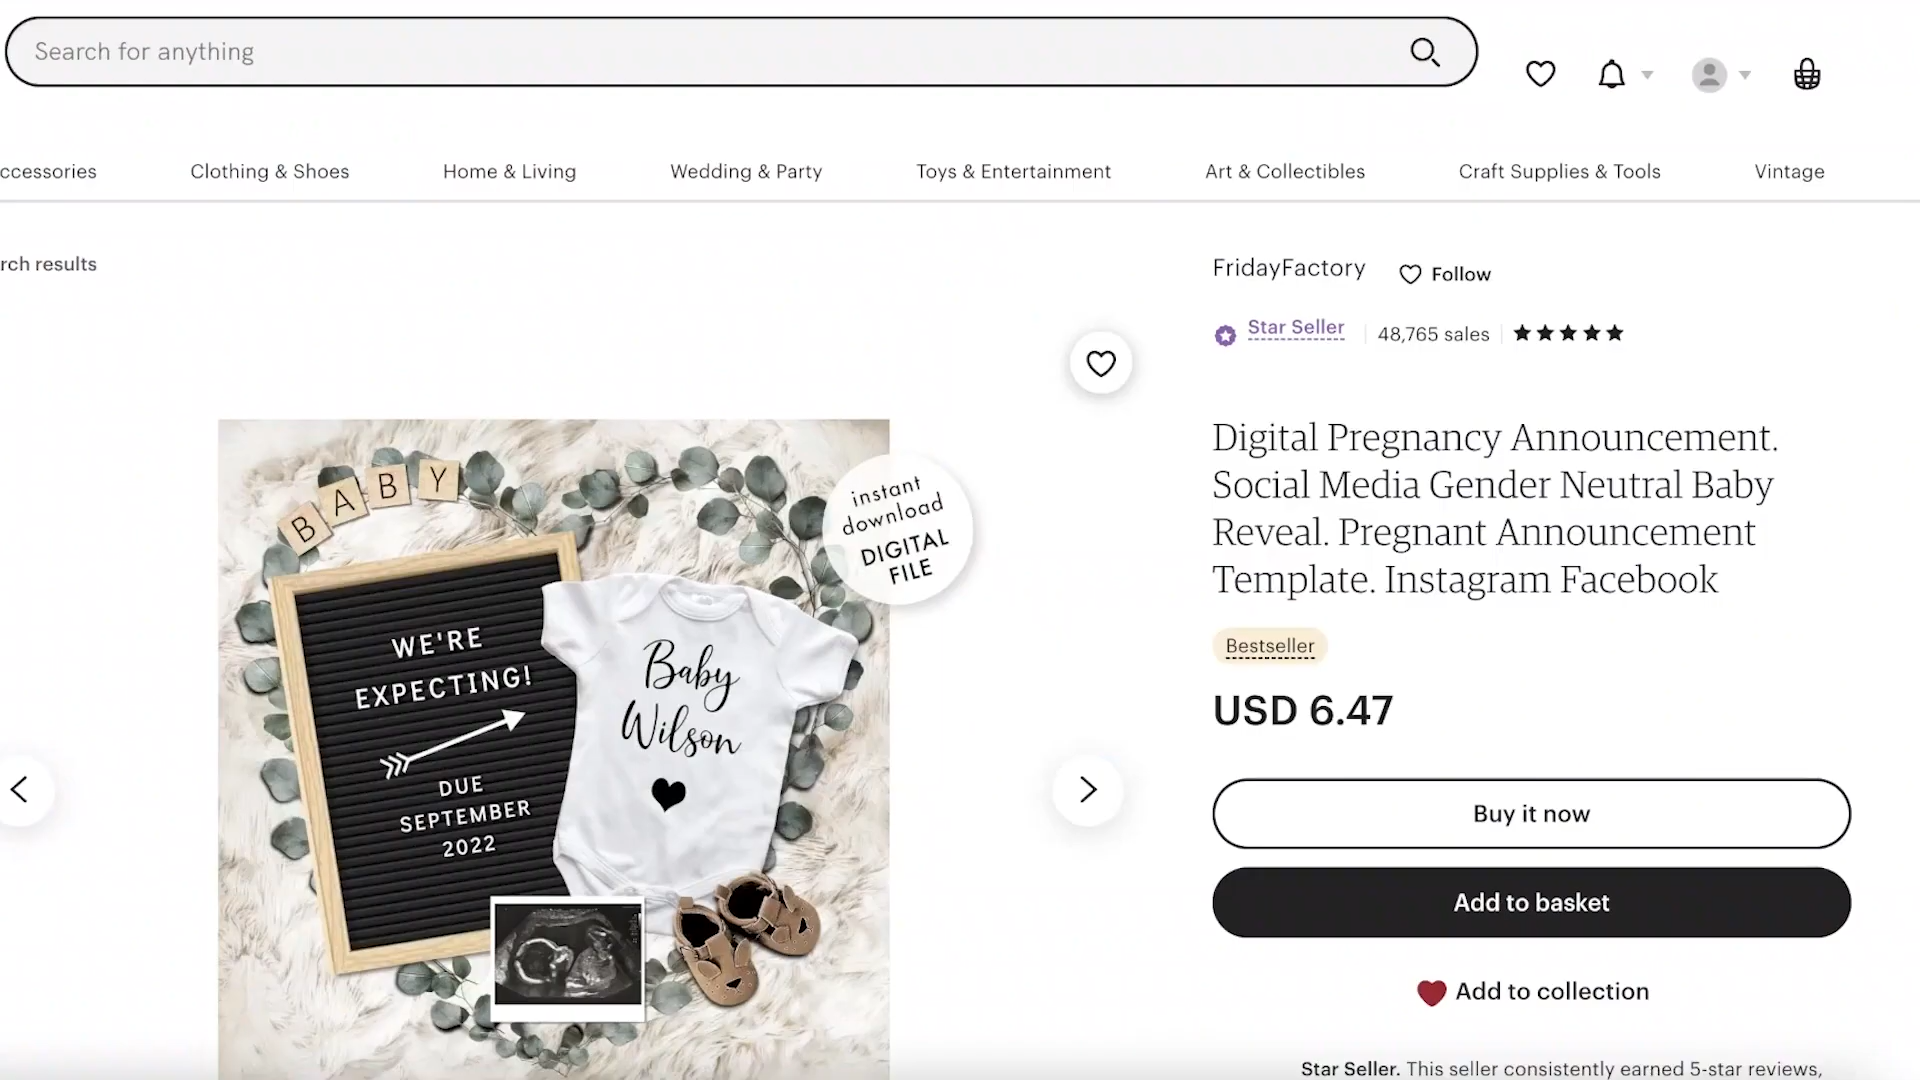 Search for anything
ccessories
Clothing & Shoes
Home & Living
Wedding & Party
Toys & Entertainment
Art & Collectibles
Craft Supplies & Tools
Vintage
rch results
FridayFactory
Follow
Star Seller
48,765 sales
Digital Pregnancy Announcement.
Social Media Gender Neutral Baby
Reveal. Pregnant Announcement
Template. Instagram Facebook
Bestseller
USD 6.47
Buy it now
Add to basket
Add to collection
Star Seller. This seller consistently earned 5-star reviews,
BABY
instant
download
DIGITAL
FILE
WE'RE
EXPECTING!
DUE
SEPTEMBER
2022
Baby
Wilson